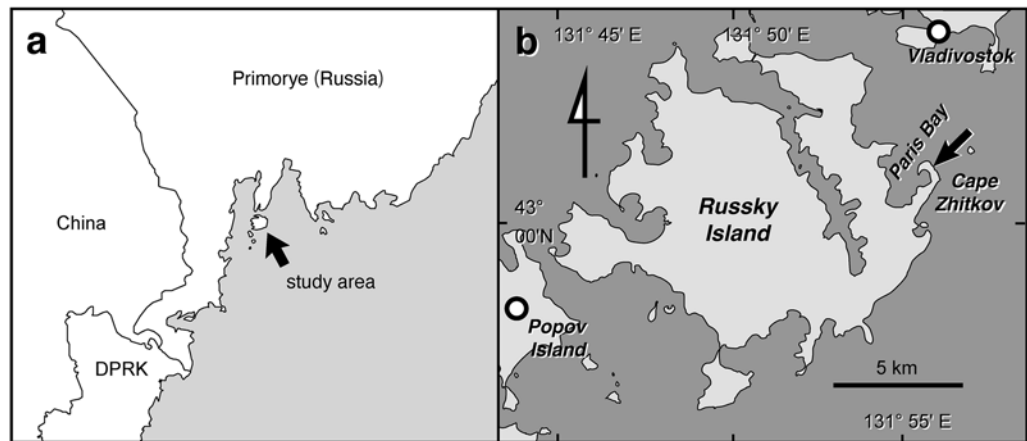 a
Primorye (Russia)
China
study area
DPRK
b
131° 45' E
131° 50' E
Vladivostok
Paris Bay
Cape
Zhitkov
Russky
Island
43°
00'N
Popov
Island
5 km
131° 55' E